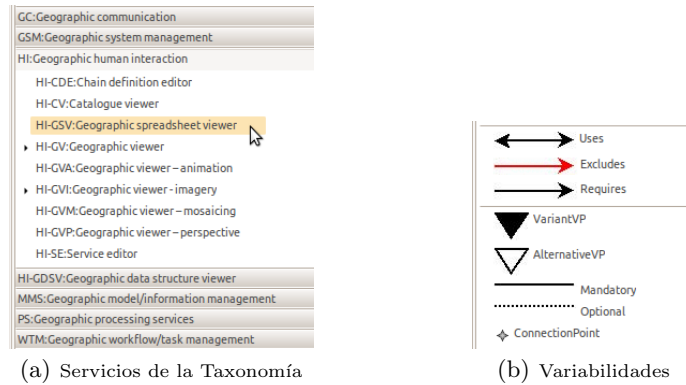 GC:Geographic communication
GSM:Geographic system management
HI:Geographic human interaction
HI-CDE:Chain definition editor
HI-CV:Catalogue viewer
HI-GSV:Geographic spreadsheet viewer
HI-GV:Geographic viewer
HI-GVA:Geographic viewer – animation
HI-GVI:Geographic viewer - imagery
HI-GVM:Geographic viewer – mosaicing
HI-GVP:Geographic viewer – perspective
HI-SE:Service editor
HI-GDSV:Geographic data structure viewer
MMS:Geographic model/information management
PS:Geographic processing services
WTM:Geographic workflow/task management
(a) Servicios de la Taxonomía
Uses
Excludes
Requires
VariantVP
AlternativeVP
Mandatory
Optional
ConnectionPoint
(b) Variabilidades